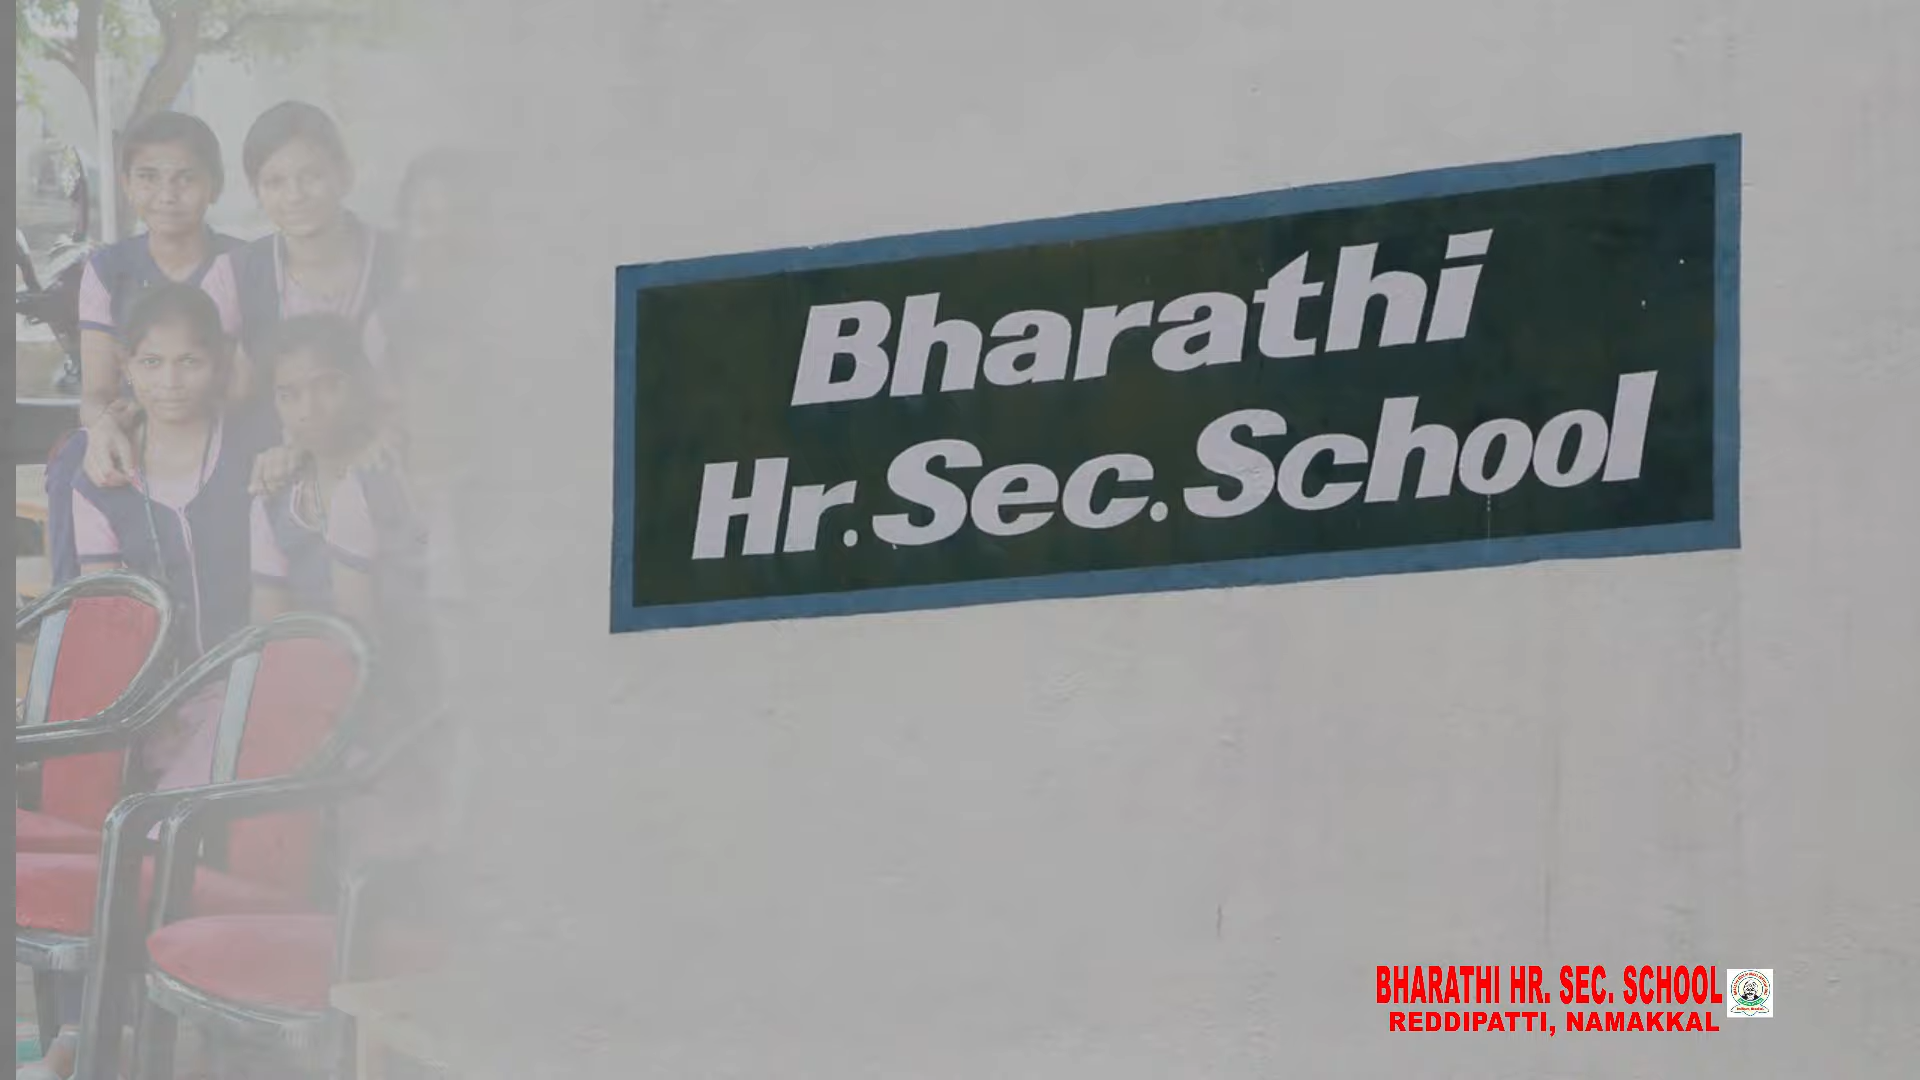 Bharathi
Hr. Sec. School
BHARATHI HR. SEC. SCHOOL
REDDIPATTI, NAMAKKAL